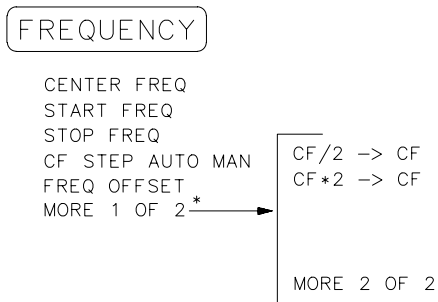 FREQUENCY
CENTER FREQ
START FREQ
STOP FREQ
CF STEP AUTO MAN
FREQ OFFSET
MORE 1 OF 2*
CF/2 -> CF
CF*2 -> CF
MORE 2 OF 2